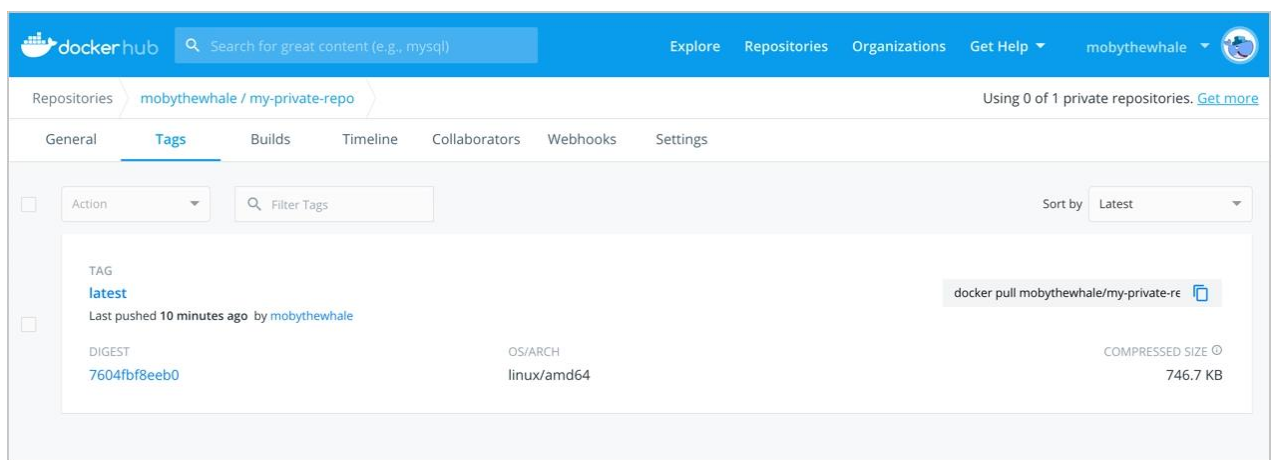 dockerhub Search for great content (e.g., mysql) Explore Repositories Organizations Get Help mobythewhale
Repositories mobythewhale / my-private-repo Using 0 of 1 private repositories. Get more
General Tags Builds Timeline Collaborators Webhooks Settings
Action Filter Tags Sort by Latest
TAG
latest docker pull mobythewhale/my-private-re
Last pushed 10 minutes ago by mobythewhale
DIGEST OS/ARCH COMPRESSED SIZE
7604fbf8eeb0 linux/amd64 746.7 KB